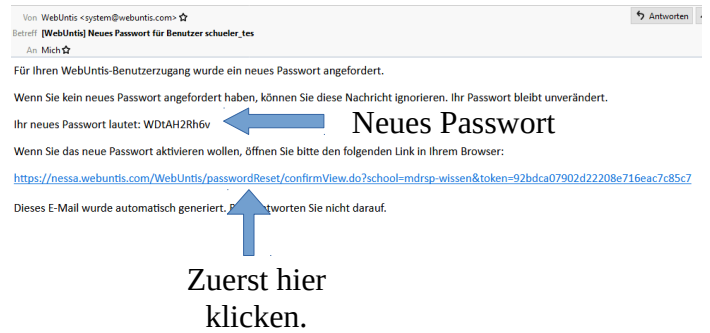 Von WebUntis <system@webuntis.com>
Antworten
Betreff [WebUntis] Neues Passwort für Benutzer schueler_tes
An Mich
Für Ihren WebUntis-Benutzerzugang wurde ein neues Passwort angefordert.
Wenn Sie kein neues Passwort angefordert haben, können Sie diese Nachricht ignorieren. Ihr Passwort bleibt unverändert.
Ihr neues Passwort lautet: WDtAH2Rh6v
Neues Passwort
Wenn Sie das neue Passwort aktivieren wollen, öffnen Sie bitte den folgenden Link in Ihrem Browser:
https://nessa.webuntis.com/WebUntis/passwordReset/confirmView.do?school=mdrsp-wissen&token=92bdca07902d22208e716eac7c85c7
Dieses E-Mail wurde automatisch generiert. Sie nicht darauf.
Zuerst hier
klicken.